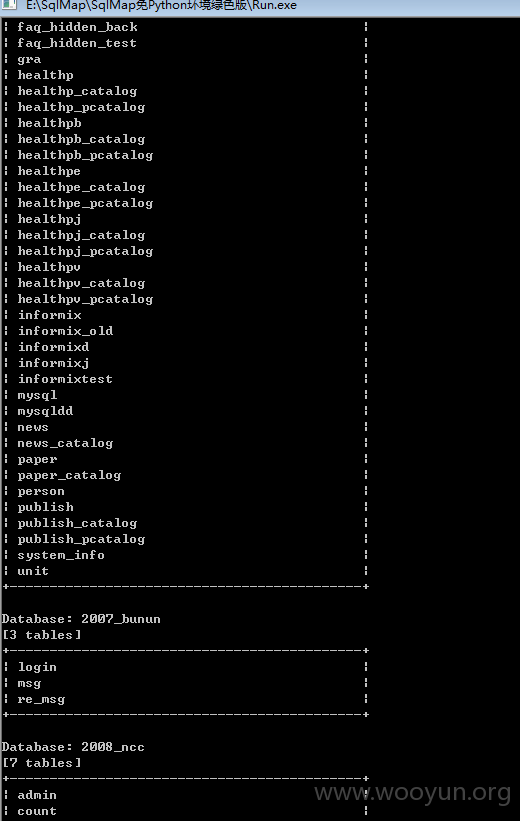 E:\SqlMap\SqlMap免Python环境绿色版\Run.exe
¦ faq_hidden_back ¦
¦ faq_hidden_test ¦
¦ gra ¦
¦ healthp ¦
¦ healthp_catalog ¦
¦ healthp_pcatalog ¦
¦ healthpb ¦
¦ healthpb_catalog ¦
¦ healthpb_pcatalog ¦
¦ healthpe ¦
¦ healthpe_catalog ¦
¦ healthpe_pcatalog ¦
¦ healthpj ¦
¦ healthpj_catalog ¦
¦ healthpj_pcatalog ¦
¦ healthpv ¦
¦ healthpv_catalog ¦
¦ healthpv_pcatalog ¦
¦ informix ¦
¦ informix_old ¦
¦ informixd ¦
¦ informixj ¦
¦ informixtest ¦
¦ mysql ¦
¦ mysqldd ¦
¦ news ¦
¦ news_catalog ¦
¦ paper ¦
¦ paper_catalog ¦
¦ person ¦
¦ publish ¦
¦ publish_catalog ¦
¦ publish_pcatalog ¦
¦ system_info ¦
¦ unit ¦
+--------------------------------------------+
Database: 2007_bunun
[3 tables]
+--------------------------------------------+
¦ login ¦
¦ msg ¦
¦ re_msg ¦
+--------------------------------------------+
Database: 2008_ncc
[7 tables]
+--------------------------------------------+
¦ admin ¦
¦ count ¦
www.wooyun.org